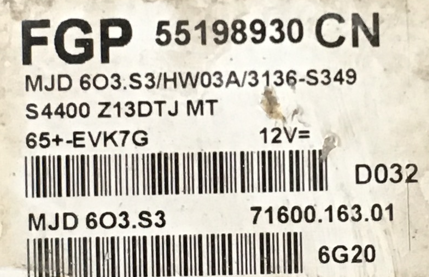 FGP 55198930 CN
MJD 6O3.S3/HW03A/3136-S349
S4400 Z13DTJ MT
65+-EVK7G 12V=
D032
MJD 6O3.S3 71600.163.01
6G20